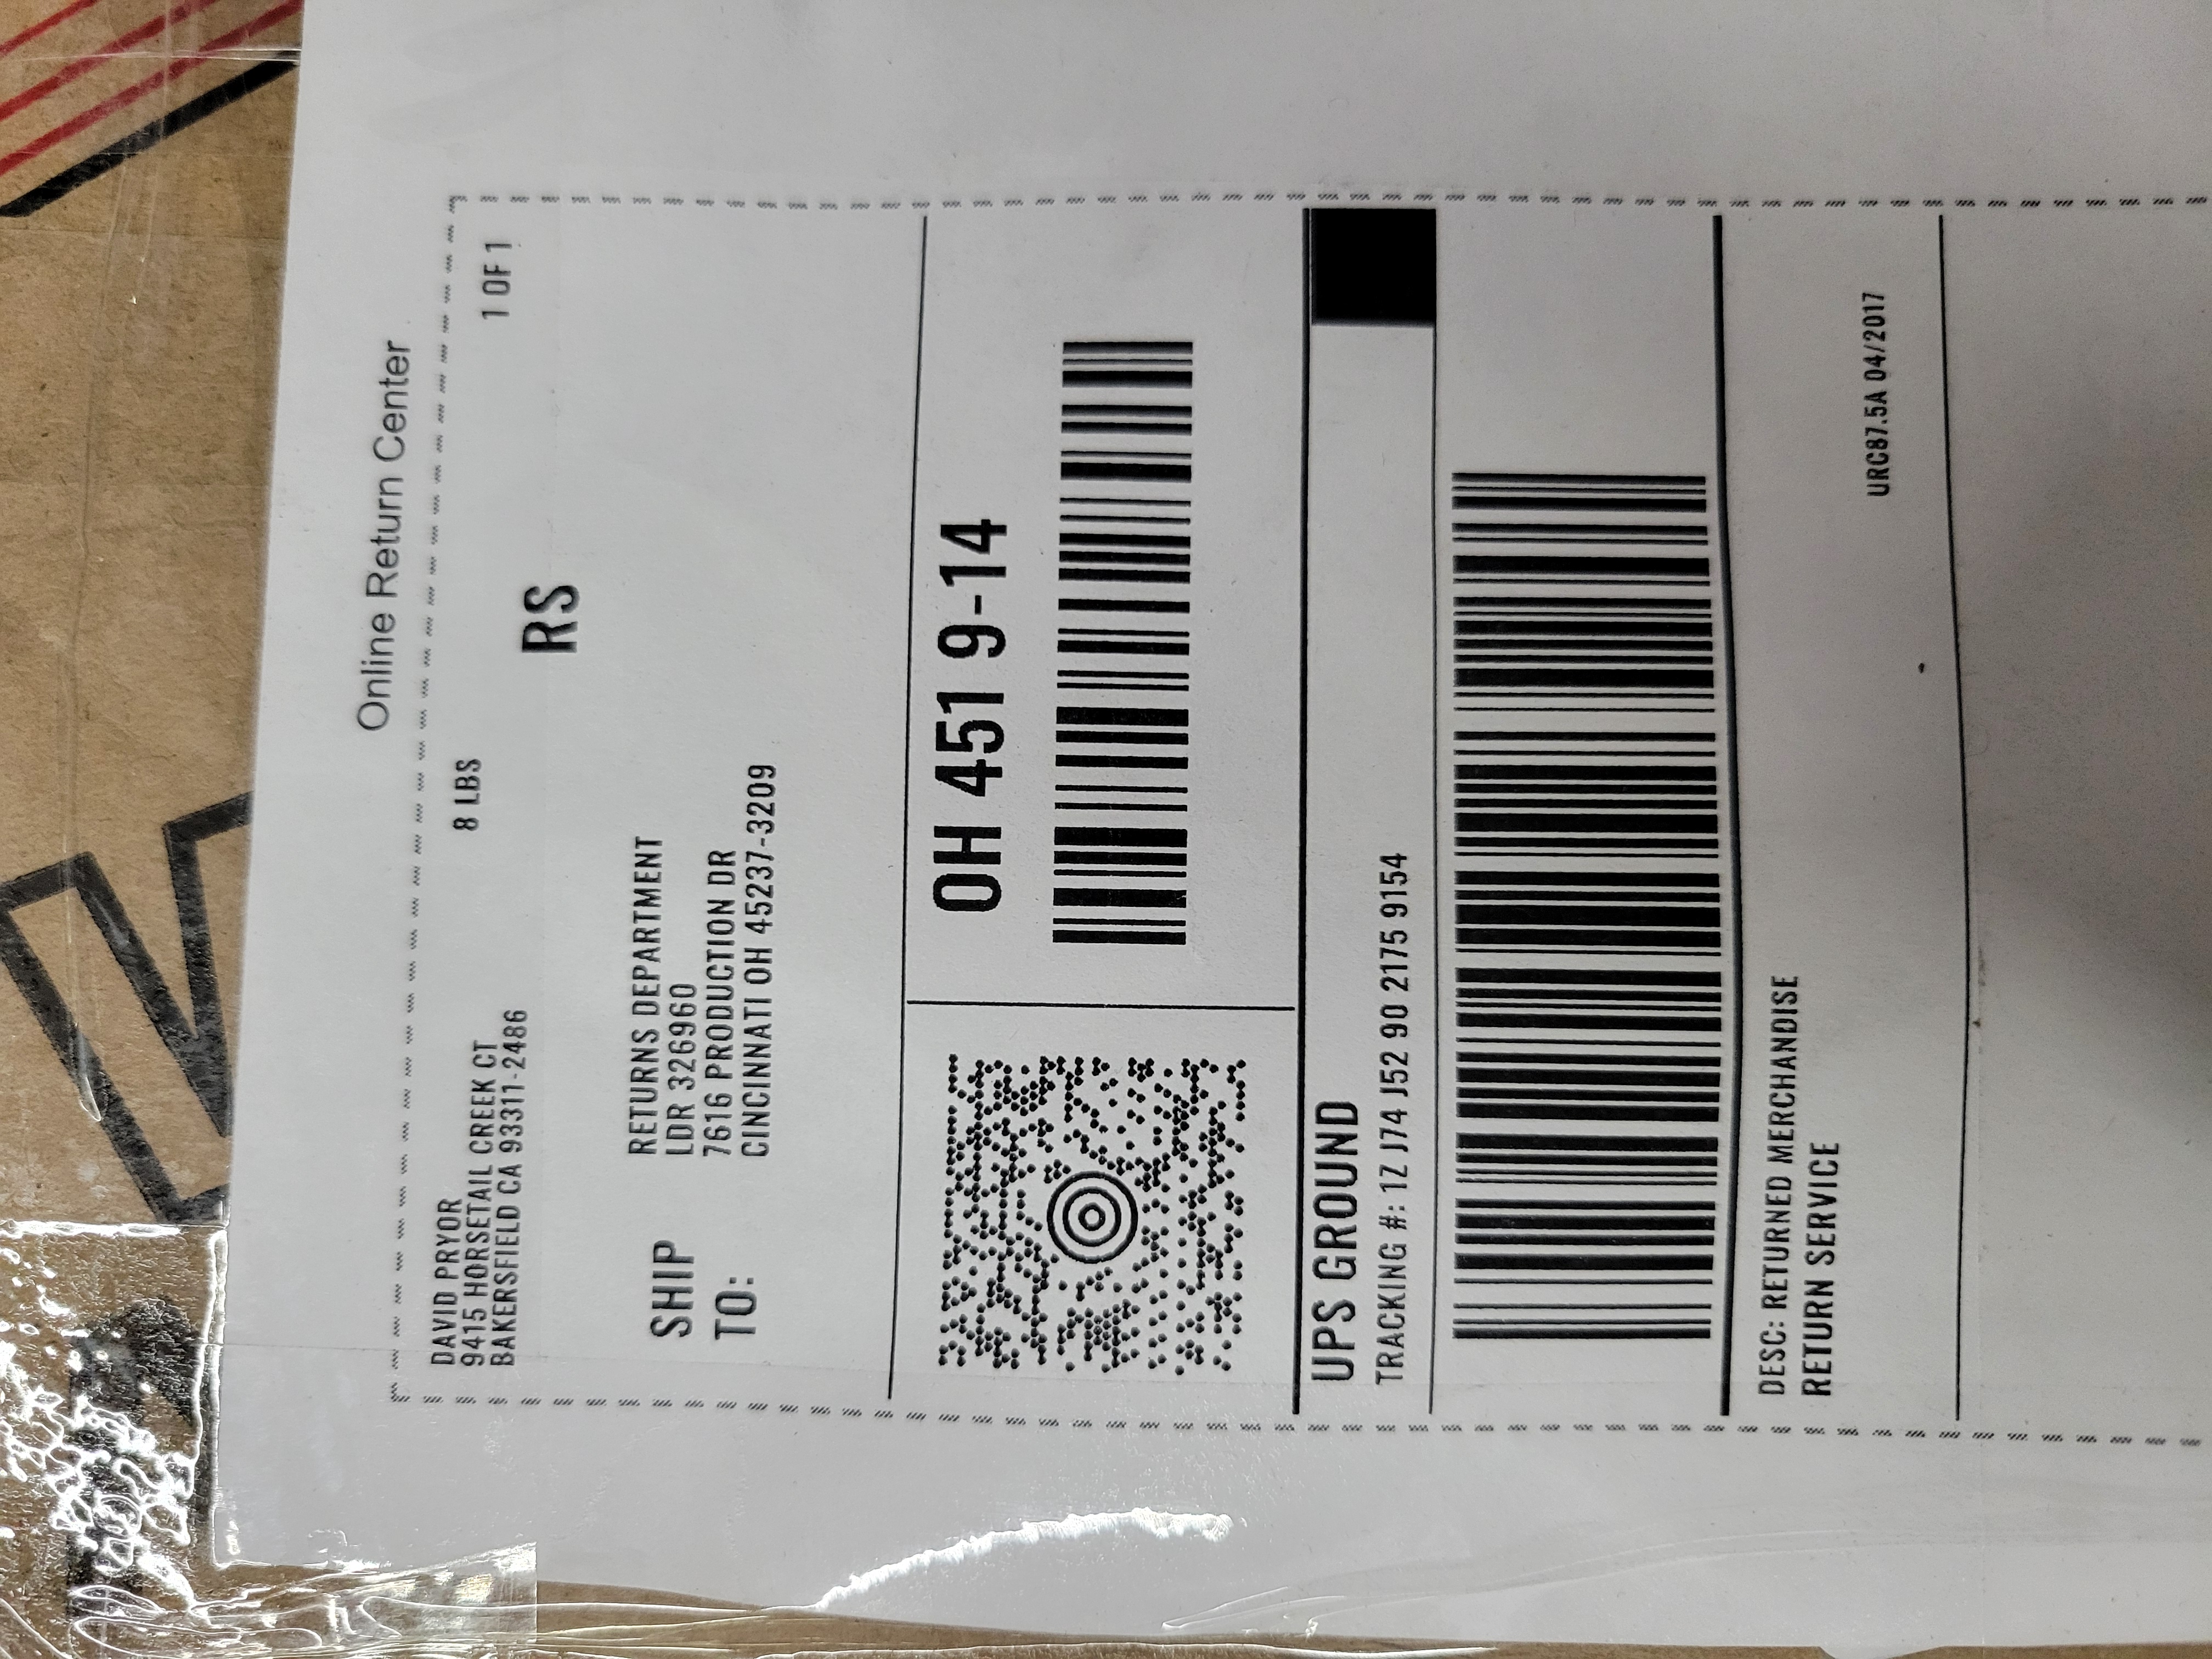 Online Return Center
DAVID PRYOR
9415 HORSETAIL CREEK CT
BAKERSFIELD CA 93311-2486
8 LBS
1 OF 1
RS
SHIP
TO:
RETURNS DEPARTMENT
LDR 326960
7616 PRODUCTION DR
CINCINNATI OH 45237-3209
OH 451 9-14
UPS GROUND
TRACKING #: 1Z J74 J52 90 2175 9154
DESC: RETURNED MERCHANDISE
RETURN SERVICE
URC87.5A 04/2017